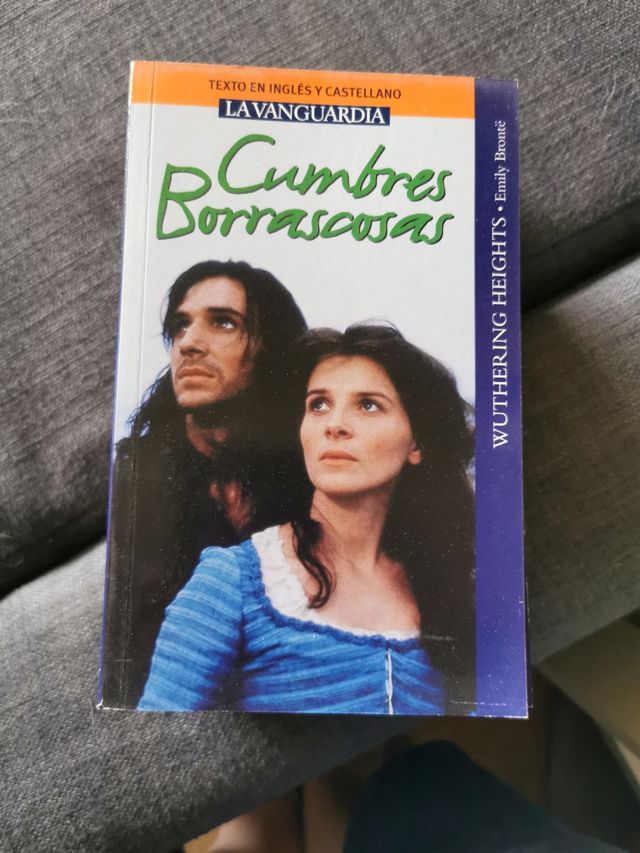 TEXTO EN INGLÉS Y CASTELLANO
LA VANGUARDIA
Cumbres
Borrascosas
WUTHERING HEIGHTS • Emily Brontë